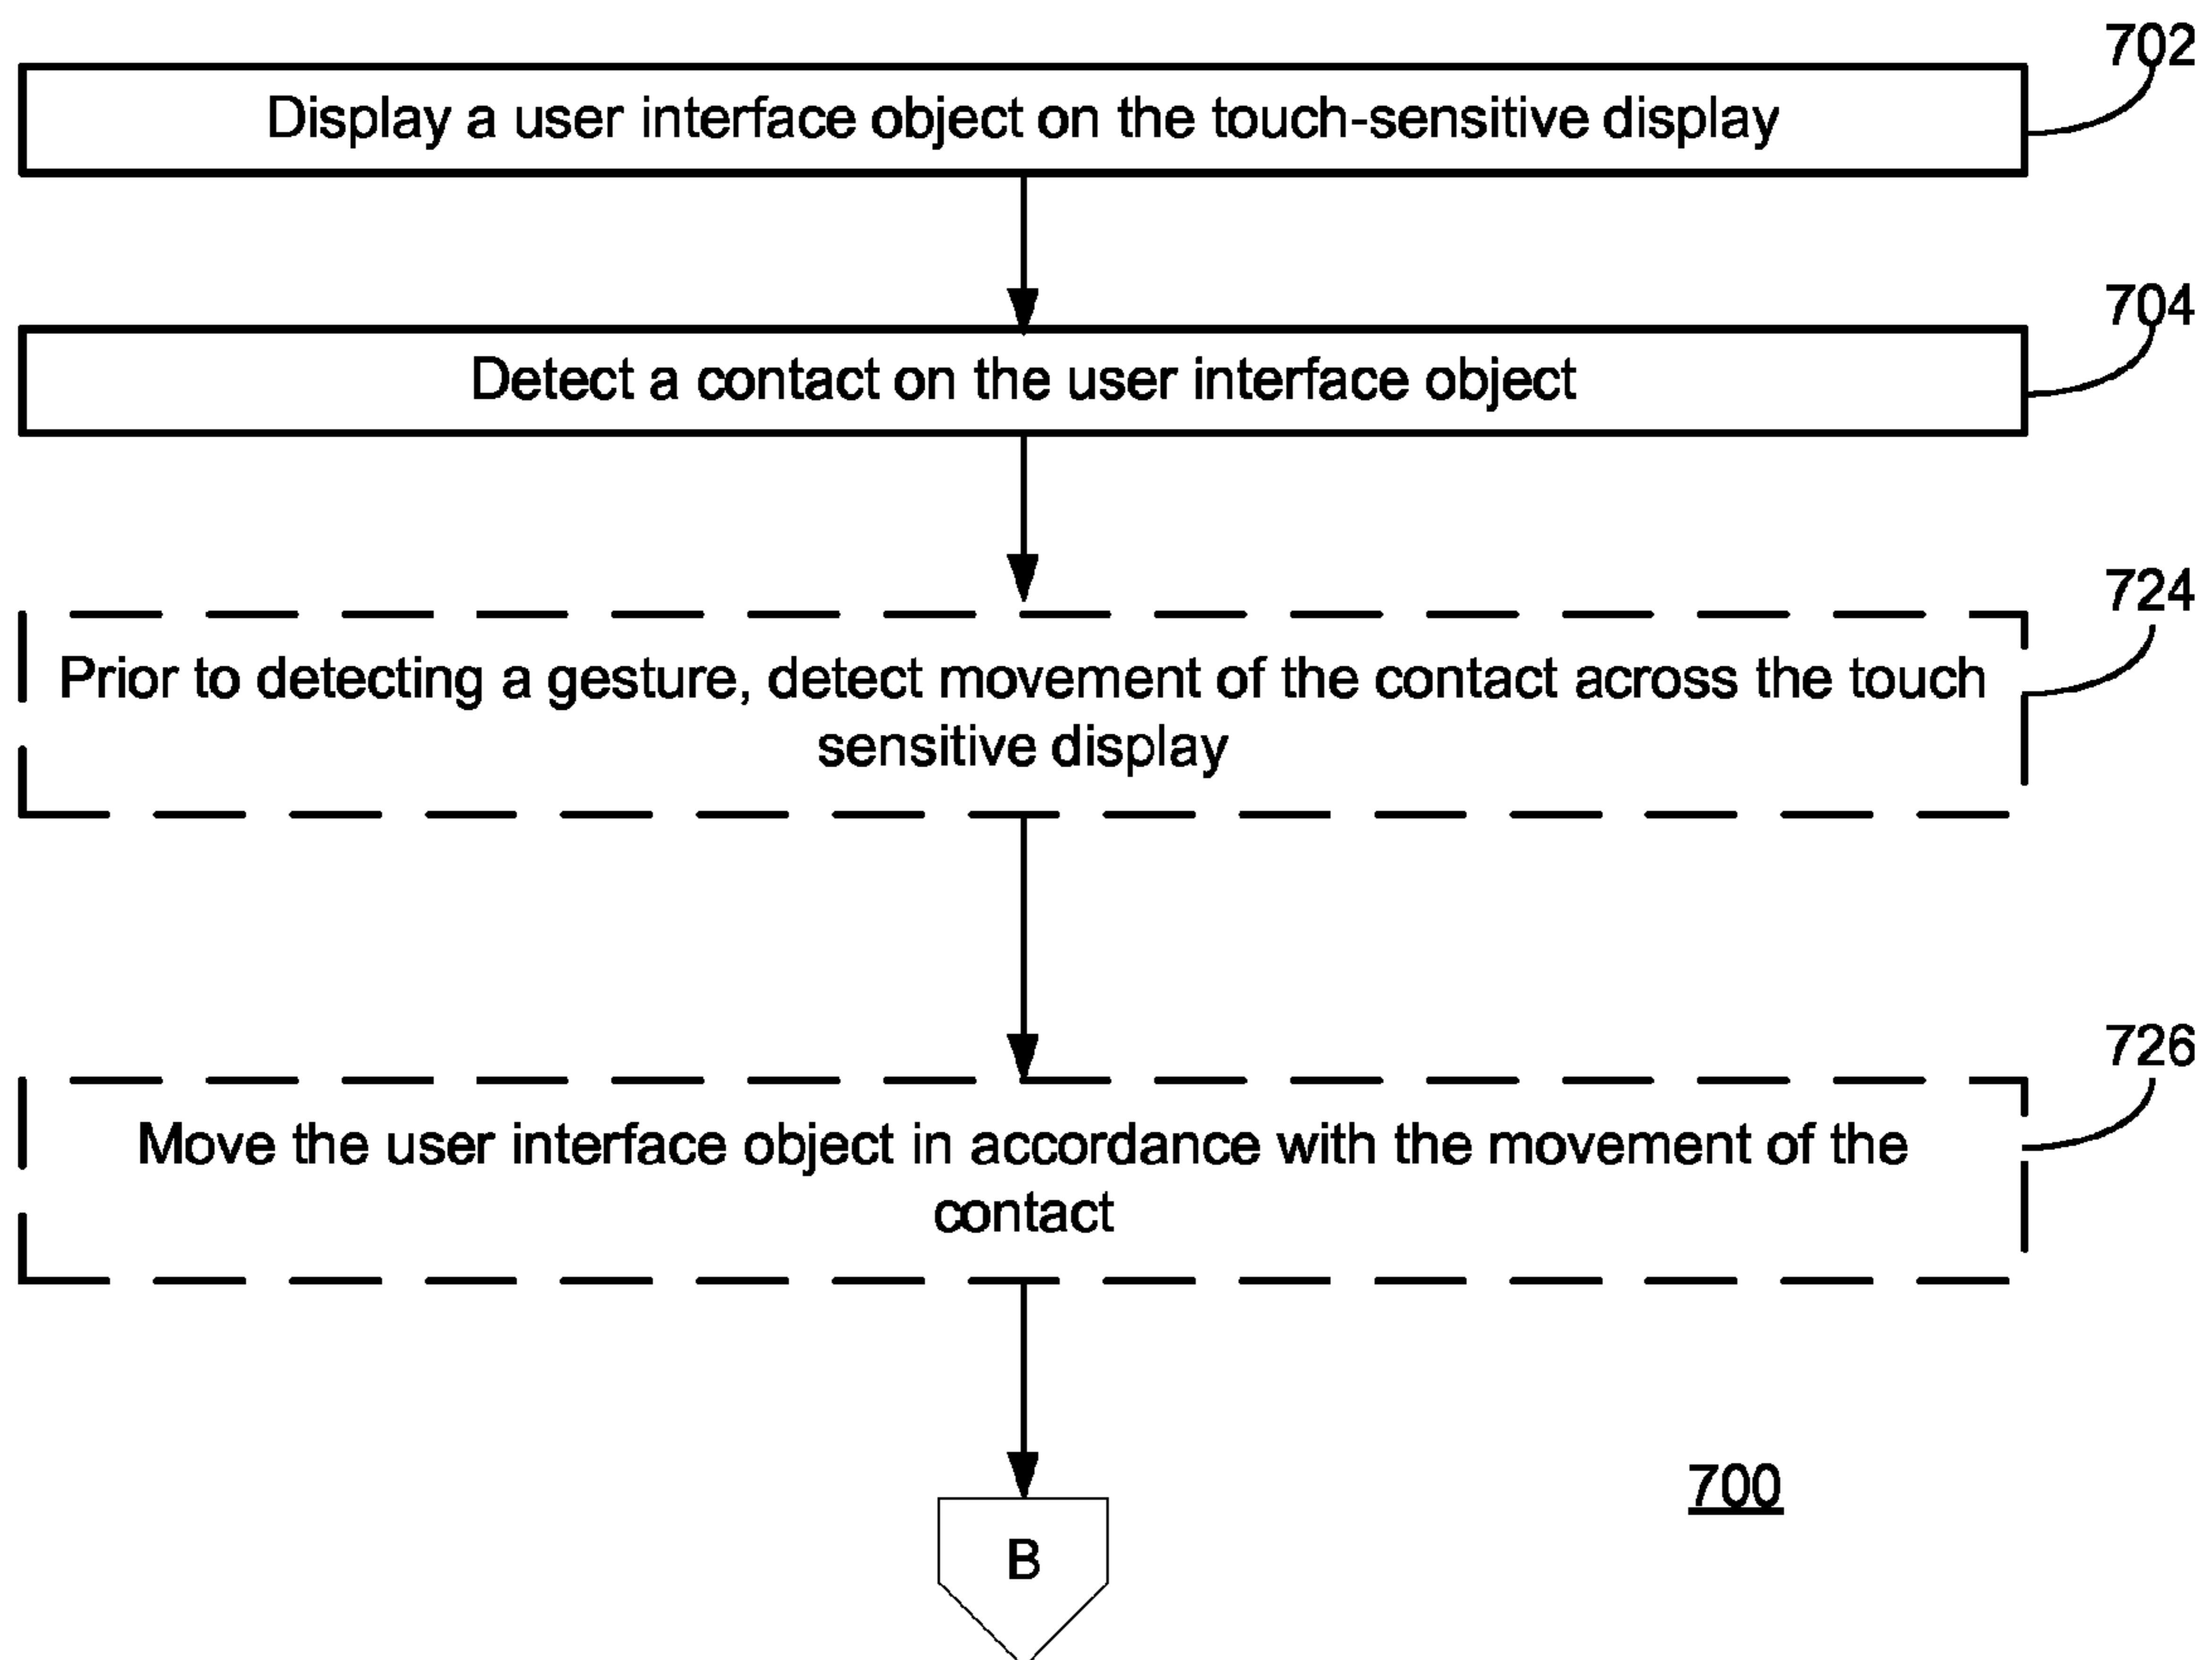 702
Display a user interface object on the touch-sensitive display
704
Detect a contact on the user interface object
724
Prior to detecting a gesture, detect movement of the contact across the touch
sensitive display
726
Move the user interface object in accordance with the movement of the
contact
700
B